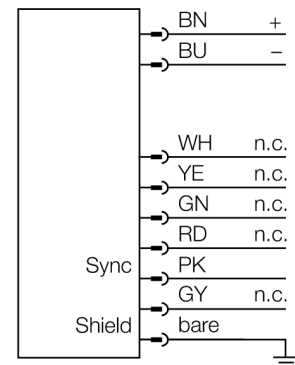 BN +
BU −
WH n.c.
YE n.c.
GN n.c.
RD n.c.
Sync PK
GY n.c.
Shield bare